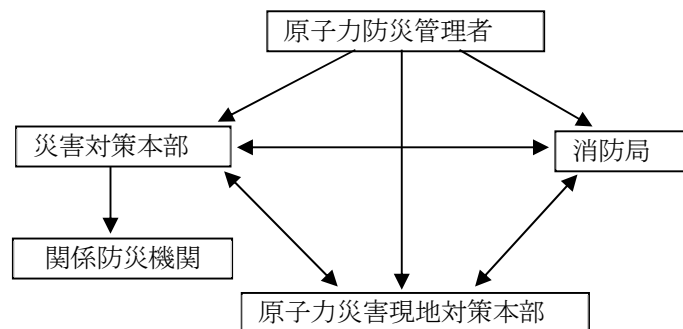 原子力防災管理者
災害対策本部
消防局
関係防災機関
原子力災害現地対策本部